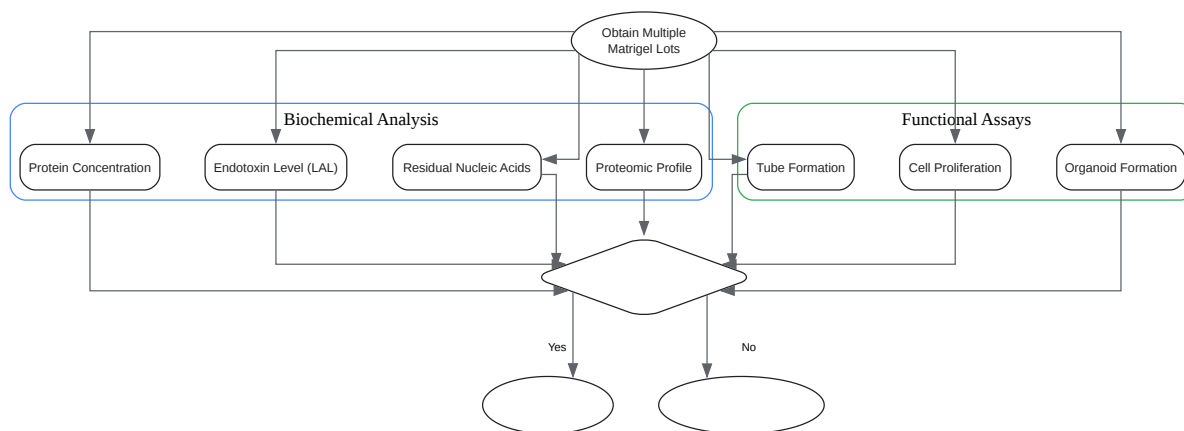 Obtain Multiple
Matrigel Lots
Biochemical Analysis
Functional Assays
Protein Concentration
Endotoxin Level (LAL)
Residual Nucleic Acids
Proteomic Profile
Tube Formation
Cell Proliferation
Organoid Formation
Yes
No